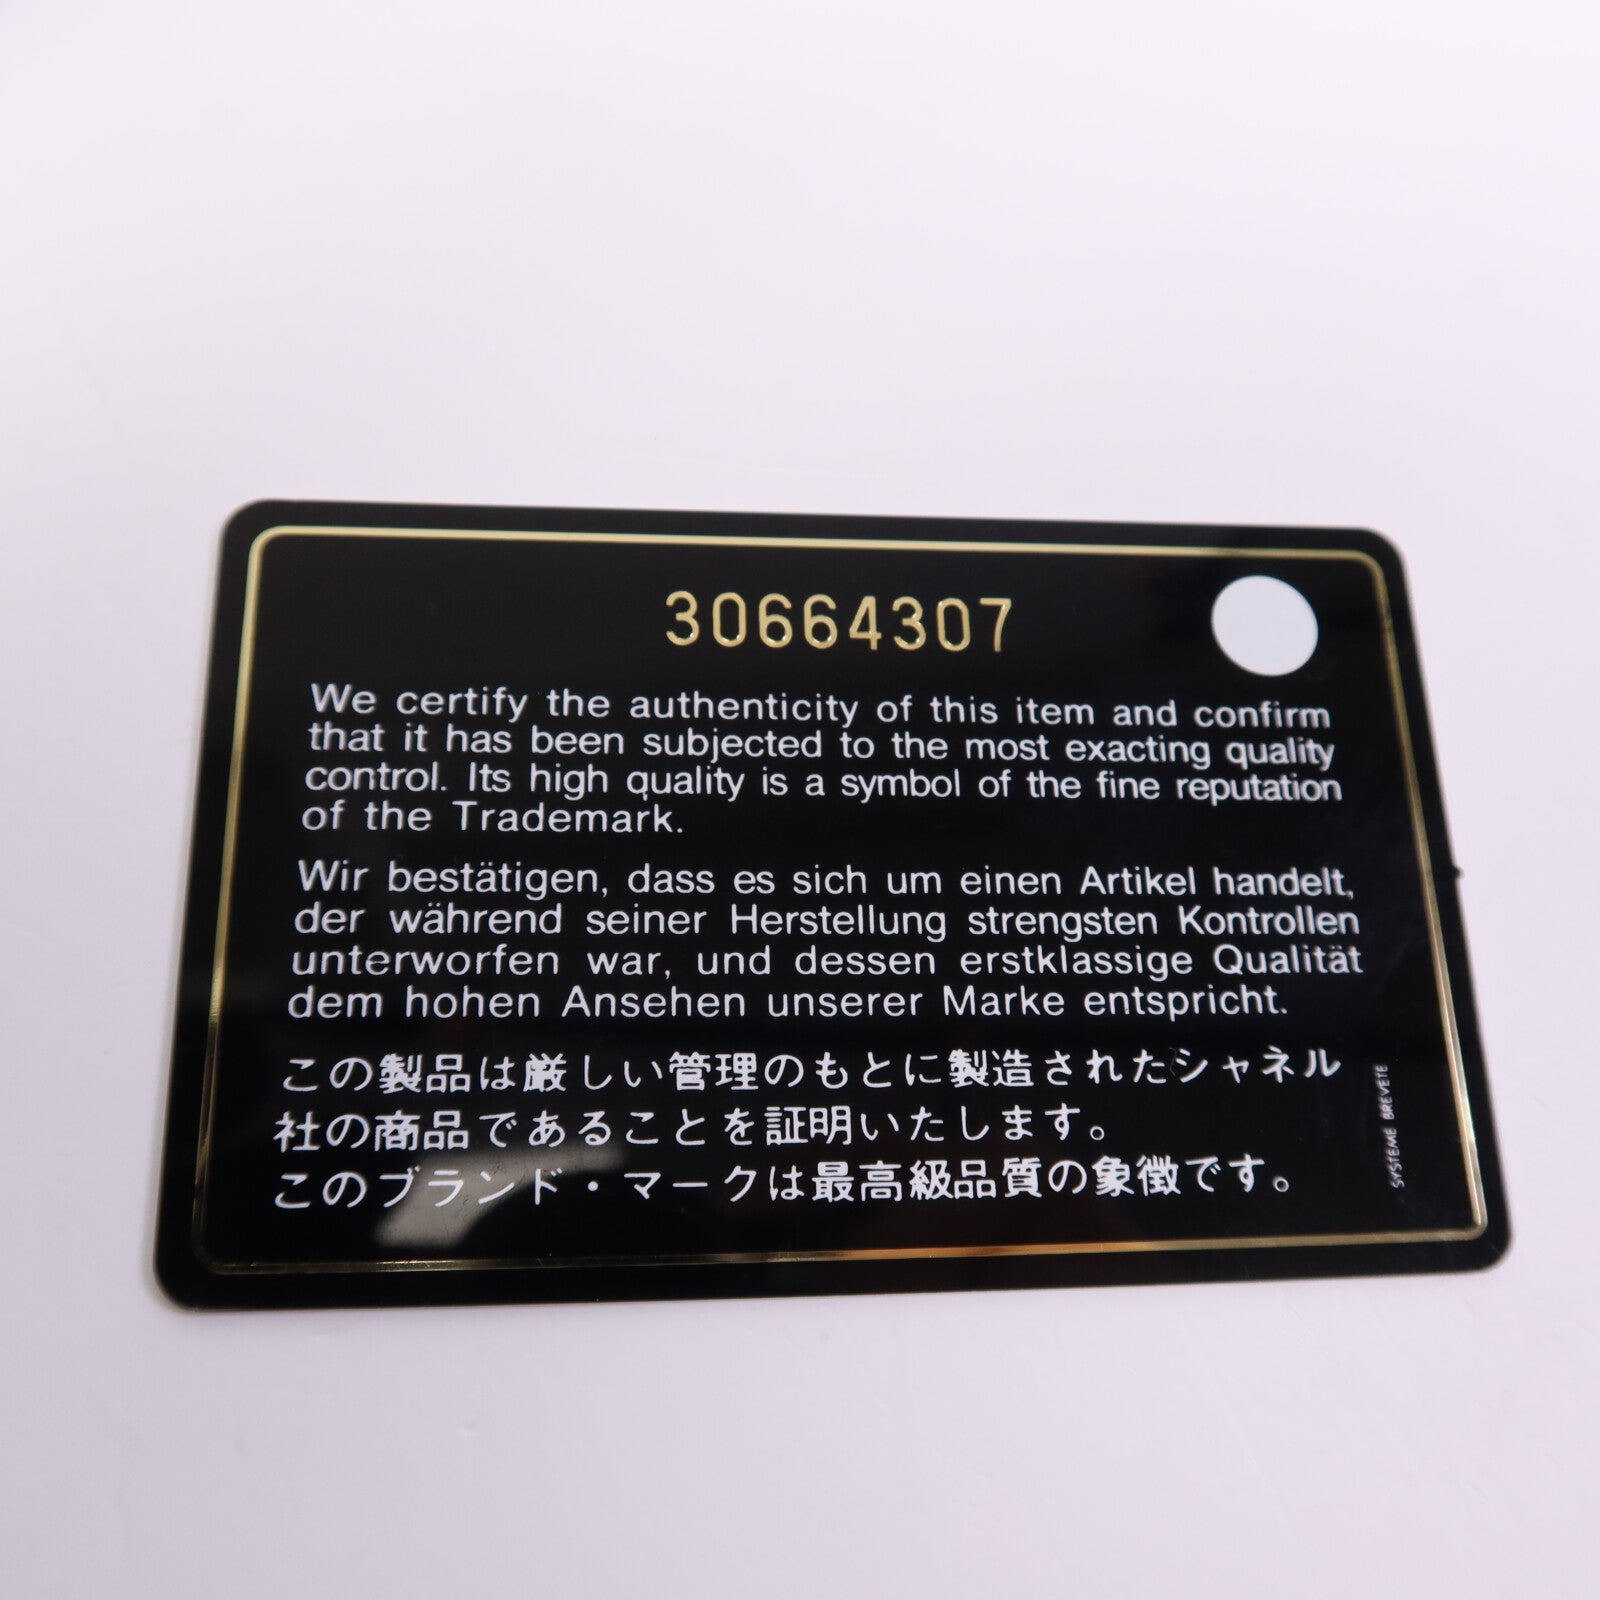 30664307
We certify the authenticity of this item and confirm
that it has been subjected to the most exacting quality
control. Its high quality is a symbol of the fine reputation
of the Trademark.
Wir bestätigen, dass es sich um einen Artikel handelt,
der während seiner Herstellung strengsten Kontrollen
unterworfen war, und dessen erstklassige Qualität
dem hohen Ansehen unserer Marke entspricht.
この製品は厳しい管理のもとに製造されたシャネル
社の商品であることを証明いたします。
このブランド・マークは最高級品質の象徴です。
SYSTEME BREVETE